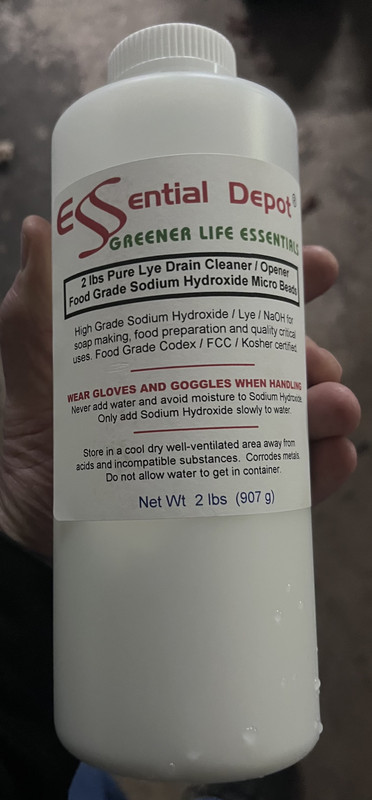 Essential Depot®
GREENER LIFE ESSENTIALS
2 lbs Pure Lye Drain Cleaner / Opener
Food Grade Sodium Hydroxide Micro Beads
High Grade Sodium Hydroxide / Lye / NaOH for
soap making, food preparation and quality critical
uses. Food Grade Codex / FCC / Kosher certified
WEAR GLOVES AND GOGGLES WHEN HANDLING
Never add water and avoid moisture to Sodium Hydroxide
Only add Sodium Hydroxide slowly to water.
Store in a cool dry well-ventilated area away from
acids and incompatible substances. Corrodes metals.
Do not allow water to get in container.
Net Wt 2 lbs (907 g)